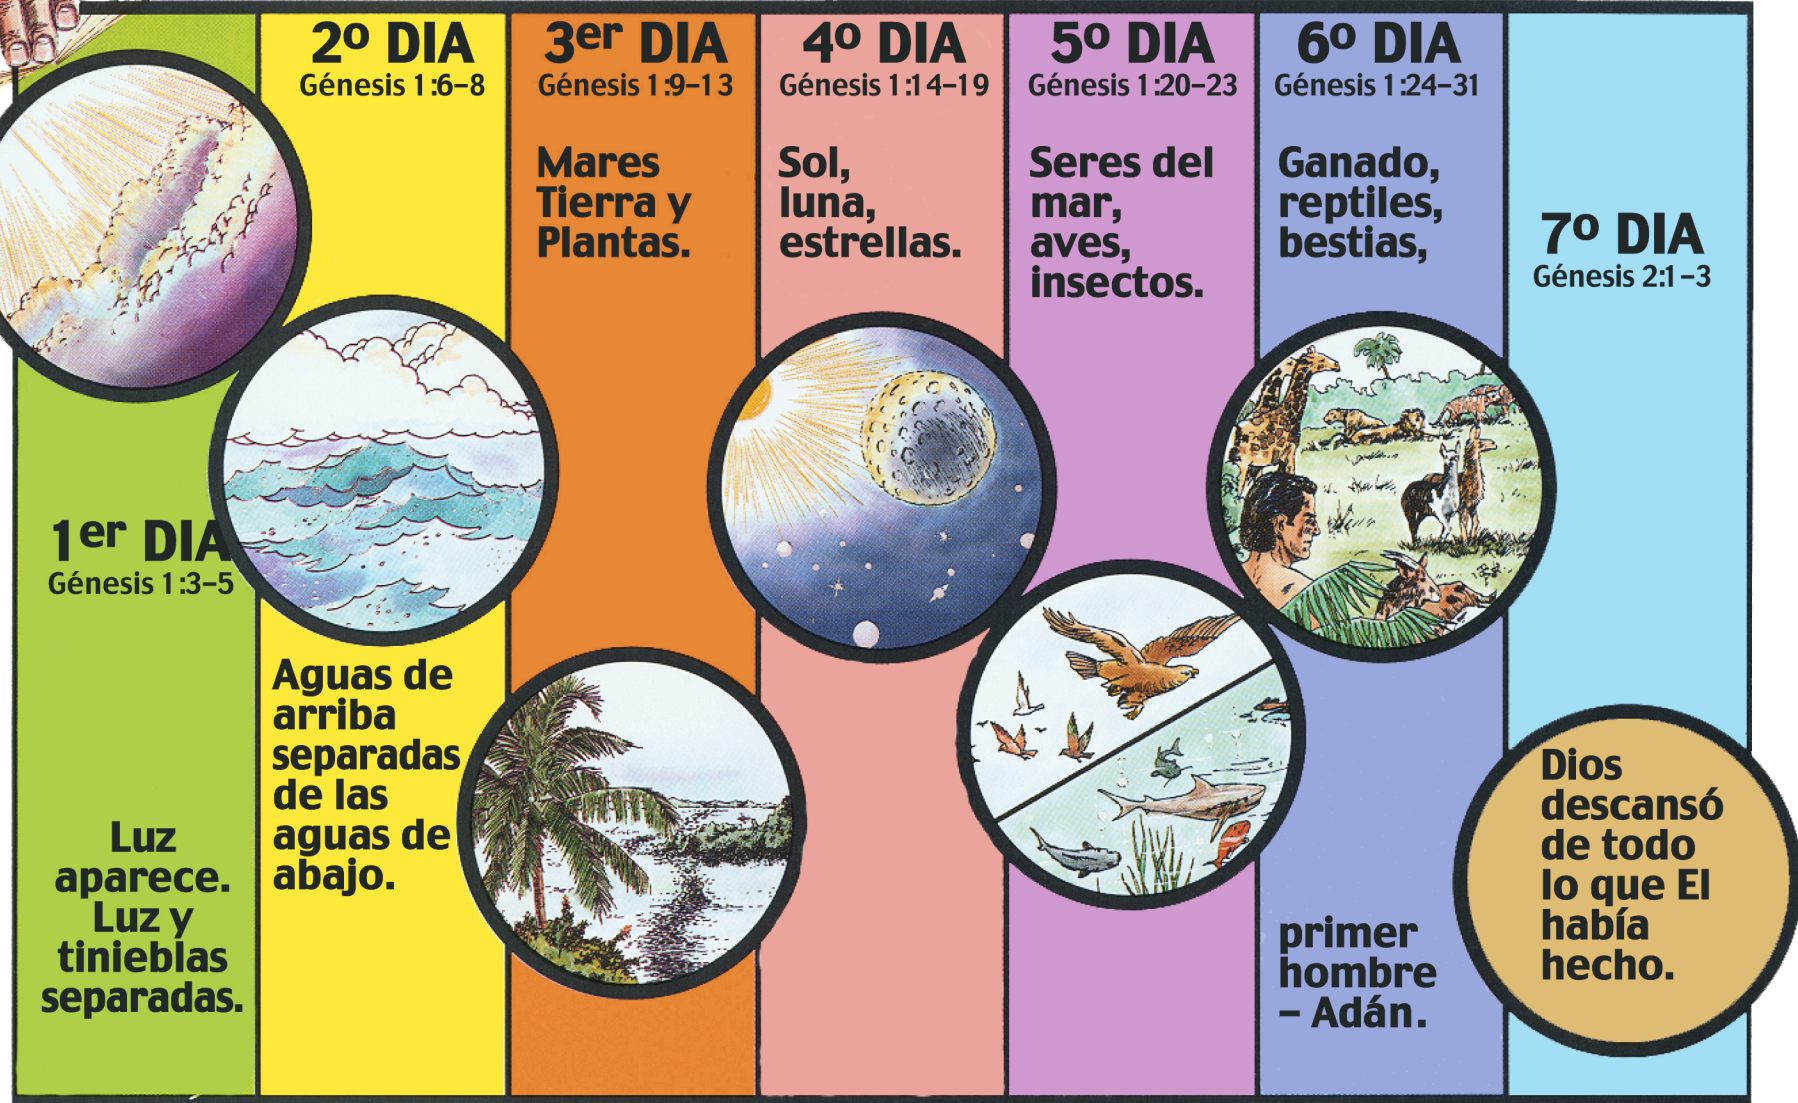 1er DIA
Génesis 1:3–5
Luz
aparece.
Luz y
tinieblas
separadas.
2º DIA
Génesis 1:6–8
Aguas de
arriba
separadas
de las
aguas de
abajo.
3er DIA
Génesis 1:9–13
Mares
Tierra y
Plantas.
4º DIA
Génesis 1:14–19
Sol,
luna,
estrellas.
5º DIA
Génesis 1:20–23
Seres del
mar,
aves,
insectos.
6º DIA
Génesis 1:24–31
Ganado,
reptiles,
bestias,
primer
hombre
– Adán.
7º DIA
Génesis 2:1–3
Dios
descansó
de todo
lo que El
había
hecho.